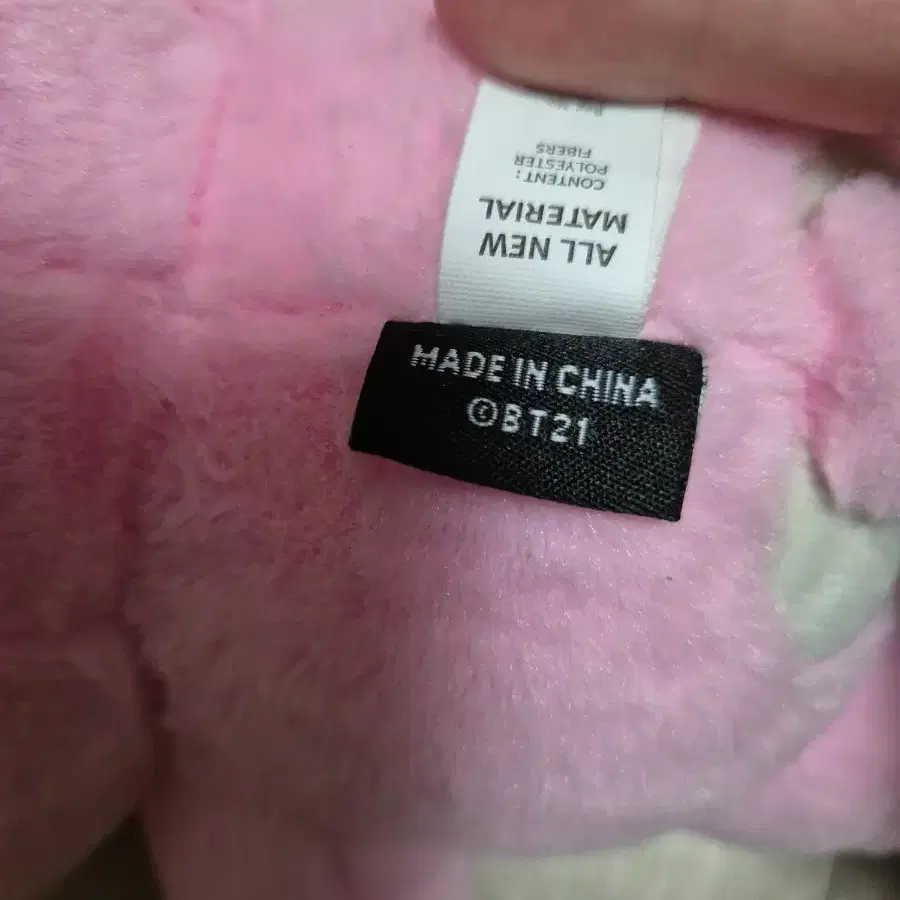 ALL NEW
MATERIAL
CONTENT:
POLYESTER
FIBERS
MADE IN CHINA
©BT21